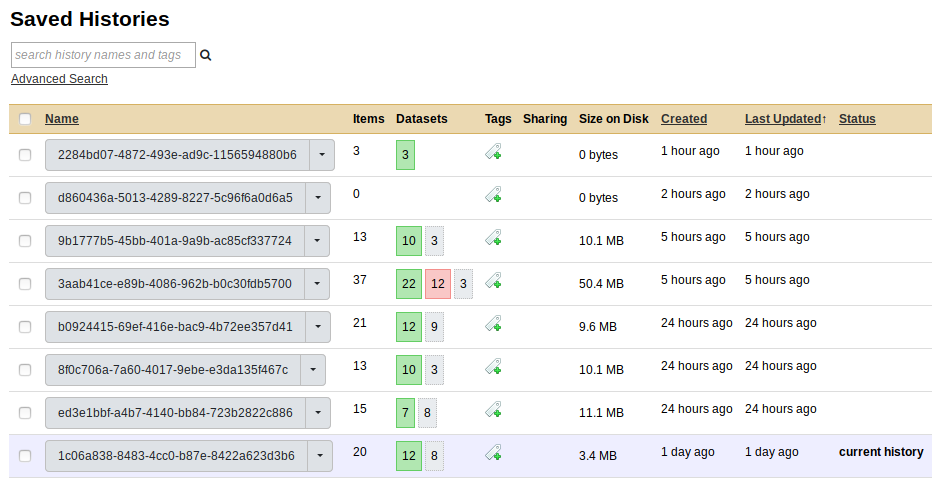 Saved Histories
search history names and tags
Advanced Search
Name Items Datasets Tags Sharing Size on Disk Created Last Updated↑ Status
2284bd07-4872-493e-ad9c-1156594880b6 3 3 0 bytes 1 hour ago 1 hour ago
d860436a-5013-4289-8227-5c96f6a0d6a5 0 0 bytes 2 hours ago 2 hours ago
9b1777b5-45bb-401a-9a9b-ac85cf337724 13 10 3 10.1 MB 5 hours ago 5 hours ago
3aab41ce-e89b-4086-962b-b0c30fdb5700 37 22 12 3 50.4 MB 5 hours ago 5 hours ago
b0924415-69ef-416e-bac9-4b72ee357d41 21 12 9 9.6 MB 24 hours ago 24 hours ago
8f0c706a-7a60-4017-9ebe-e3da135f467c 13 10 3 10.1 MB 24 hours ago 24 hours ago
ed3e1bbf-a4b7-4140-bb84-723b2822c886 15 7 8 11.1 MB 24 hours ago 24 hours ago
1c06a838-8483-4cc0-b87e-8422a623d3b6 20 12 8 3.4 MB 1 day ago 1 day ago current history